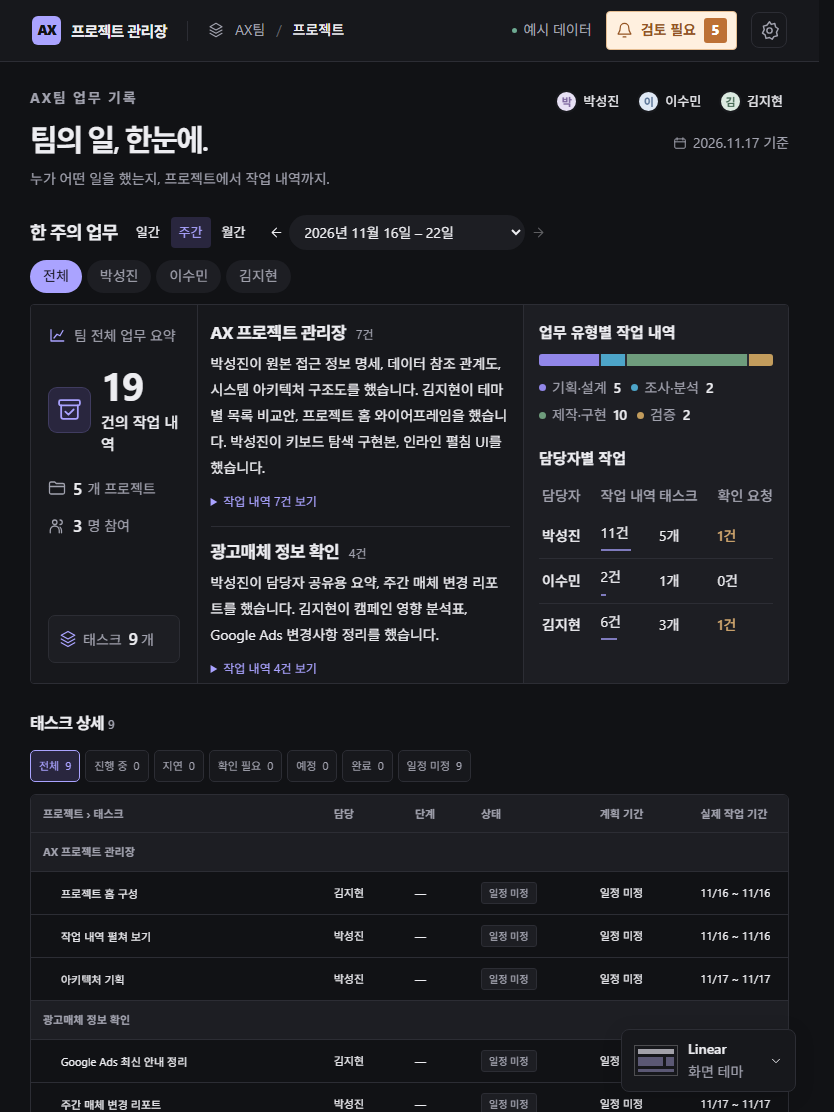 AX 프로젝트 관리장 AX팀 / 프로젝트 예시 데이터 검토 필요 5
AX팀 업무 기록
박 박성진 이 이수민 김 김지현
팀의 일, 한눈에.
2026.11.17 기준
누가 어떤 일을 했는지, 프로젝트에서 작업 내역까지.
한 주의 업무 일간 주간 월간 ← 2026년 11월 16일 – 22일 →
전체 박성진 이수민 김지현
팀 전체 업무 요약
19
건의 작업 내
역
5 개 프로젝트
3 명 참여
태스크 9 개
AX 프로젝트 관리장 7건
박성진이 원본 접근 정보 명세, 데이터 참조 관계도,
시스템 아키텍처 구조도를 했습니다. 김지현이 테마
별 목록 비교안, 프로젝트 홈 와이어프레임을 했습니
다. 박성진이 키보드 탐색 구현본, 인라인 펼침 UI를
했습니다.
▶ 작업 내역 7건 보기
광고매체 정보 확인 4건
박성진이 담당자 공유용 요약, 주간 매체 변경 리포
트를 했습니다. 김지현이 캠페인 영향 분석표,
Google Ads 변경사항 정리를 했습니다.
▶ 작업 내역 4건 보기
업무 유형별 작업 내역
기획·설계 5 조사·분석 2
제작·구현 10 검증 2
담당자별 작업
담당자 작업 내역 태스크 확인 요청
박성진 11건 5개 1건
이수민 2건 1개 0건
김지현 6건 3개 1건
태스크 상세 9
전체 9 진행 중 0 지연 0 확인 필요 0 예정 0 완료 0 일정 미정 9
프로젝트 › 태스크 담당 단계 상태 계획 기간 실제 작업 기간
AX 프로젝트 관리장
프로젝트 홈 구성 김지현 — 일정 미정 일정 미정 11/16 ~ 11/16
작업 내역 펼쳐 보기 박성진 — 일정 미정 일정 미정 11/16 ~ 11/16
아키텍처 기획 박성진 — 일정 미정 일정 미정 11/17 ~ 11/17
광고매체 정보 확인
Google Ads 최신 안내 정리 김지현 — 일정 미정 일정
주간 매체 변경 리포트 박성진 — 일정 미정 일정 미정 11/17 ~ 11/17
Linear
화면 테마